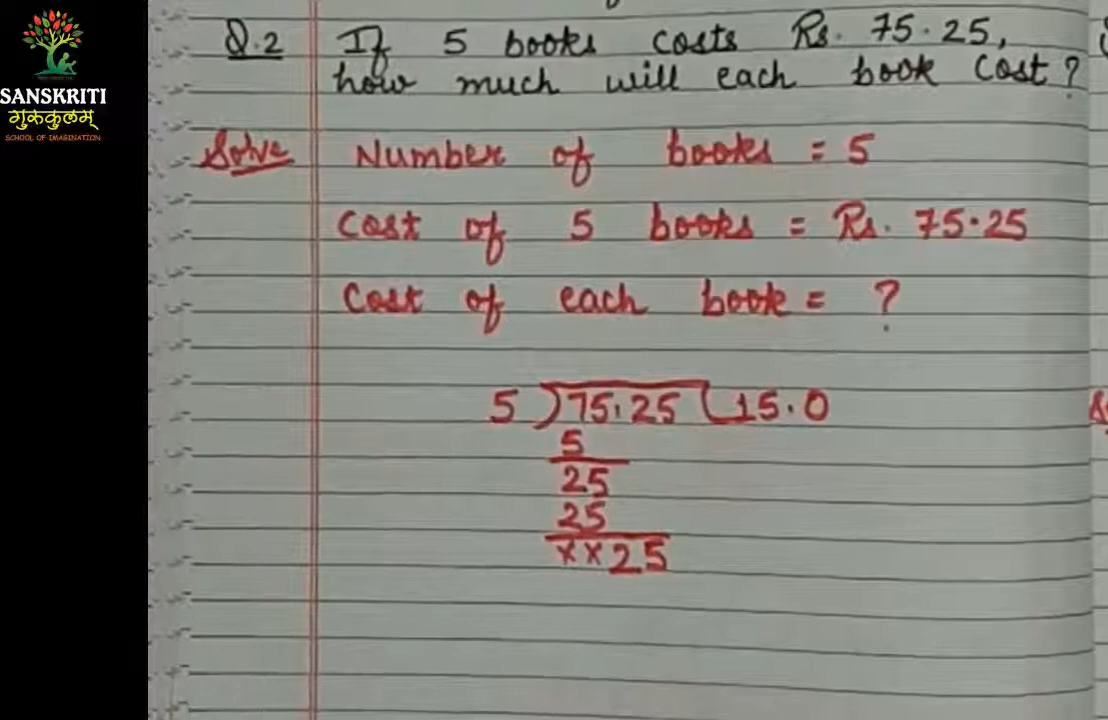 SANSKRITI
गुरुकुलम्
SCHOOL OF IMAGINATION
Q.2 If 5 books costs Rs. 75.25,
how much will each book cost?
Solve Number of books = 5
Cost of 5 books = Rs. 75.25
Cost of each book = ?
5 ) 75.25 ( 15.0
5
25
25
××25